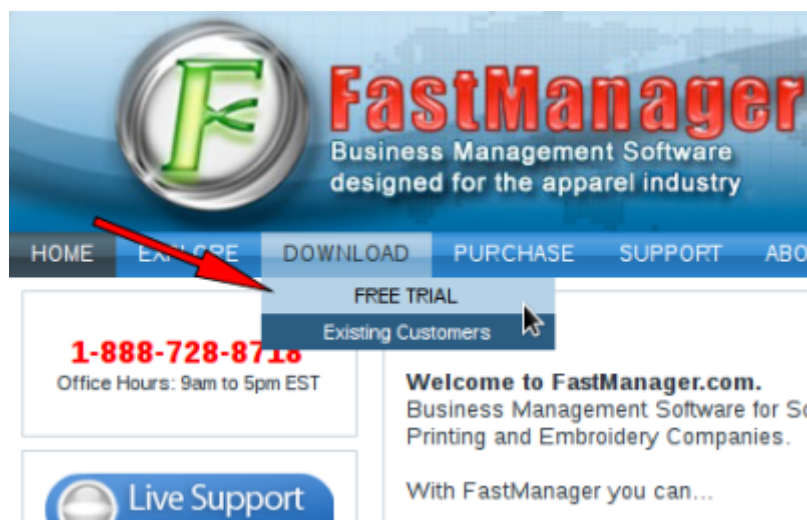 F
FastManager
Business Management Software
designed for the apparel industry
HOME EXPLORE DOWNLOAD PURCHASE SUPPORT
FREE TRIAL
Existing Customers
1-888-728-8718
Office Hours: 9am to 5pm EST
Welcome to FastManager.com.
Business Management Software for
Printing and Embroidery Companies.
With FastManager you can...
Live Support